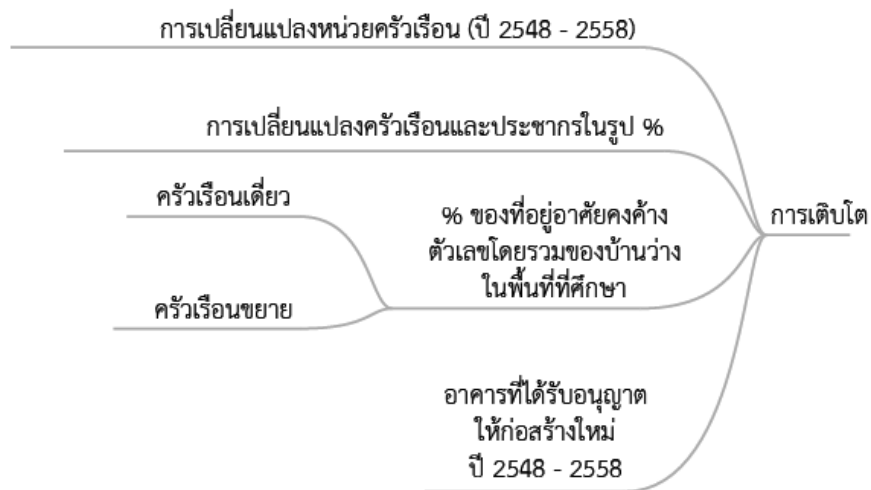 การเปลี่ยนแปลงหน่วยครัวเรือน (ปี 2548 - 2558)
การเปลี่ยนแปลงครัวเรือนและประชากรในรูป %
ครัวเรือนเดี่ยว
ครัวเรือนขยาย
% ของที่อยู่อาศัยคงค้าง
ตัวเลขโดยรวมของบ้านว่าง
ในพื้นที่ที่ศึกษา
การเติบโต
อาคารที่ได้รับอนุญาต
ให้ก่อสร้างใหม่
ปี 2548 - 2558